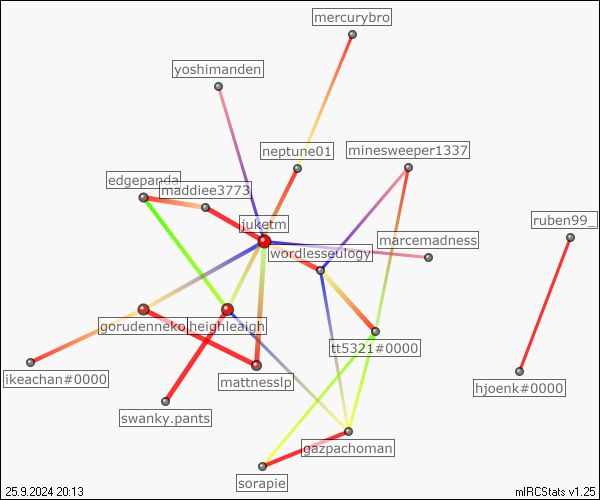 mercurybro
yoshimanden
neptune01
minesweeper1337
edgepanda
maddiee3773
juketm
ruben99_
marcemadness
wordlesseulogy
gorudenneko
heighleaigh
tt5321#0000
ikeachan#0000
mattnesslp
hjoenk#0000
swanky.pants
gazpachoman
sorapie
25.9.2024 20:13
mIRCStats v1.25